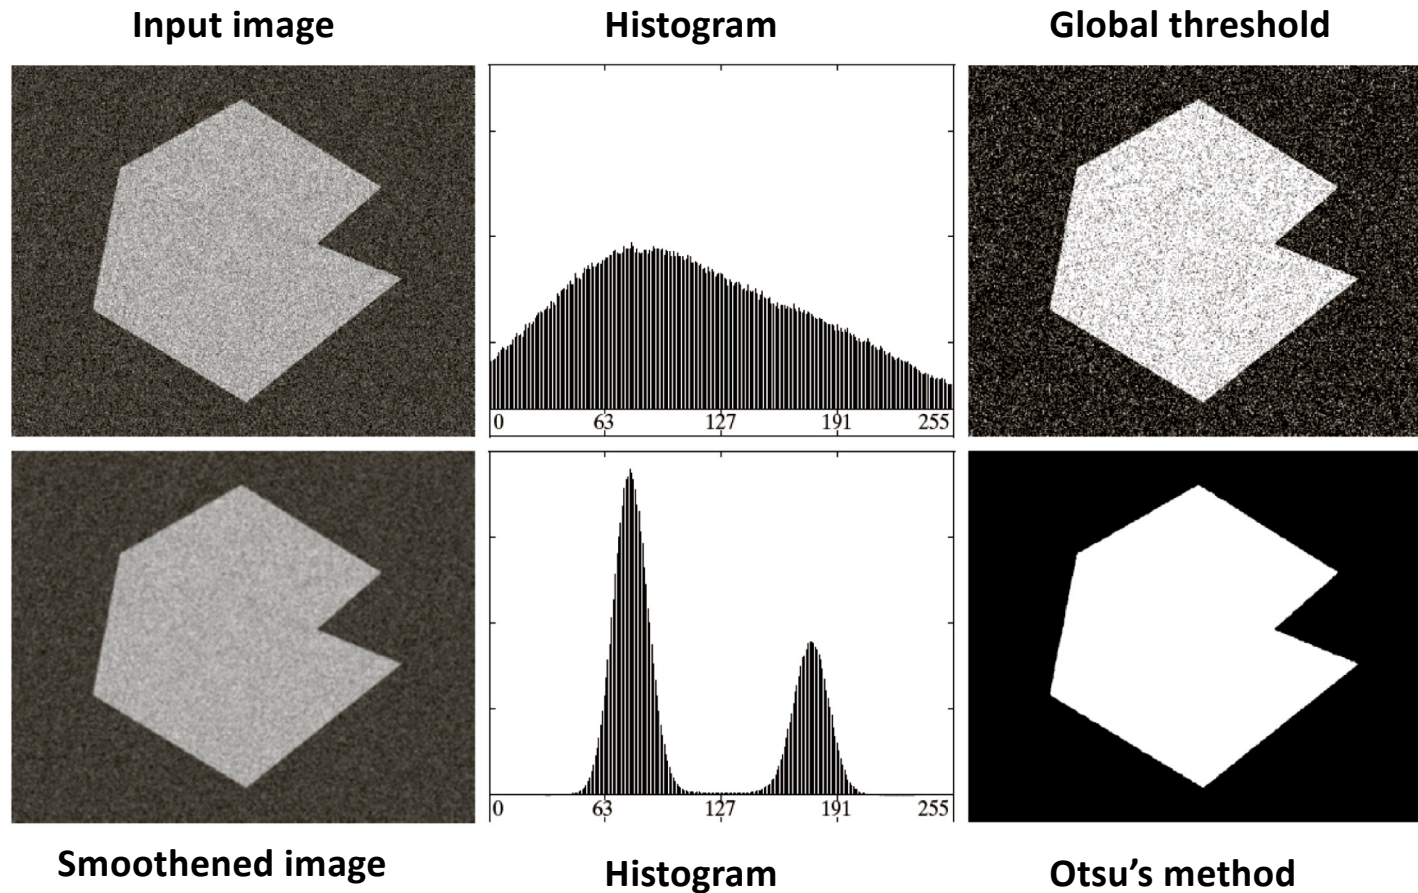 Input image
Histogram
Global threshold
0 63 127 191 255
0 63 127 191 255
Smoothened image
Histogram
Otsu’s method